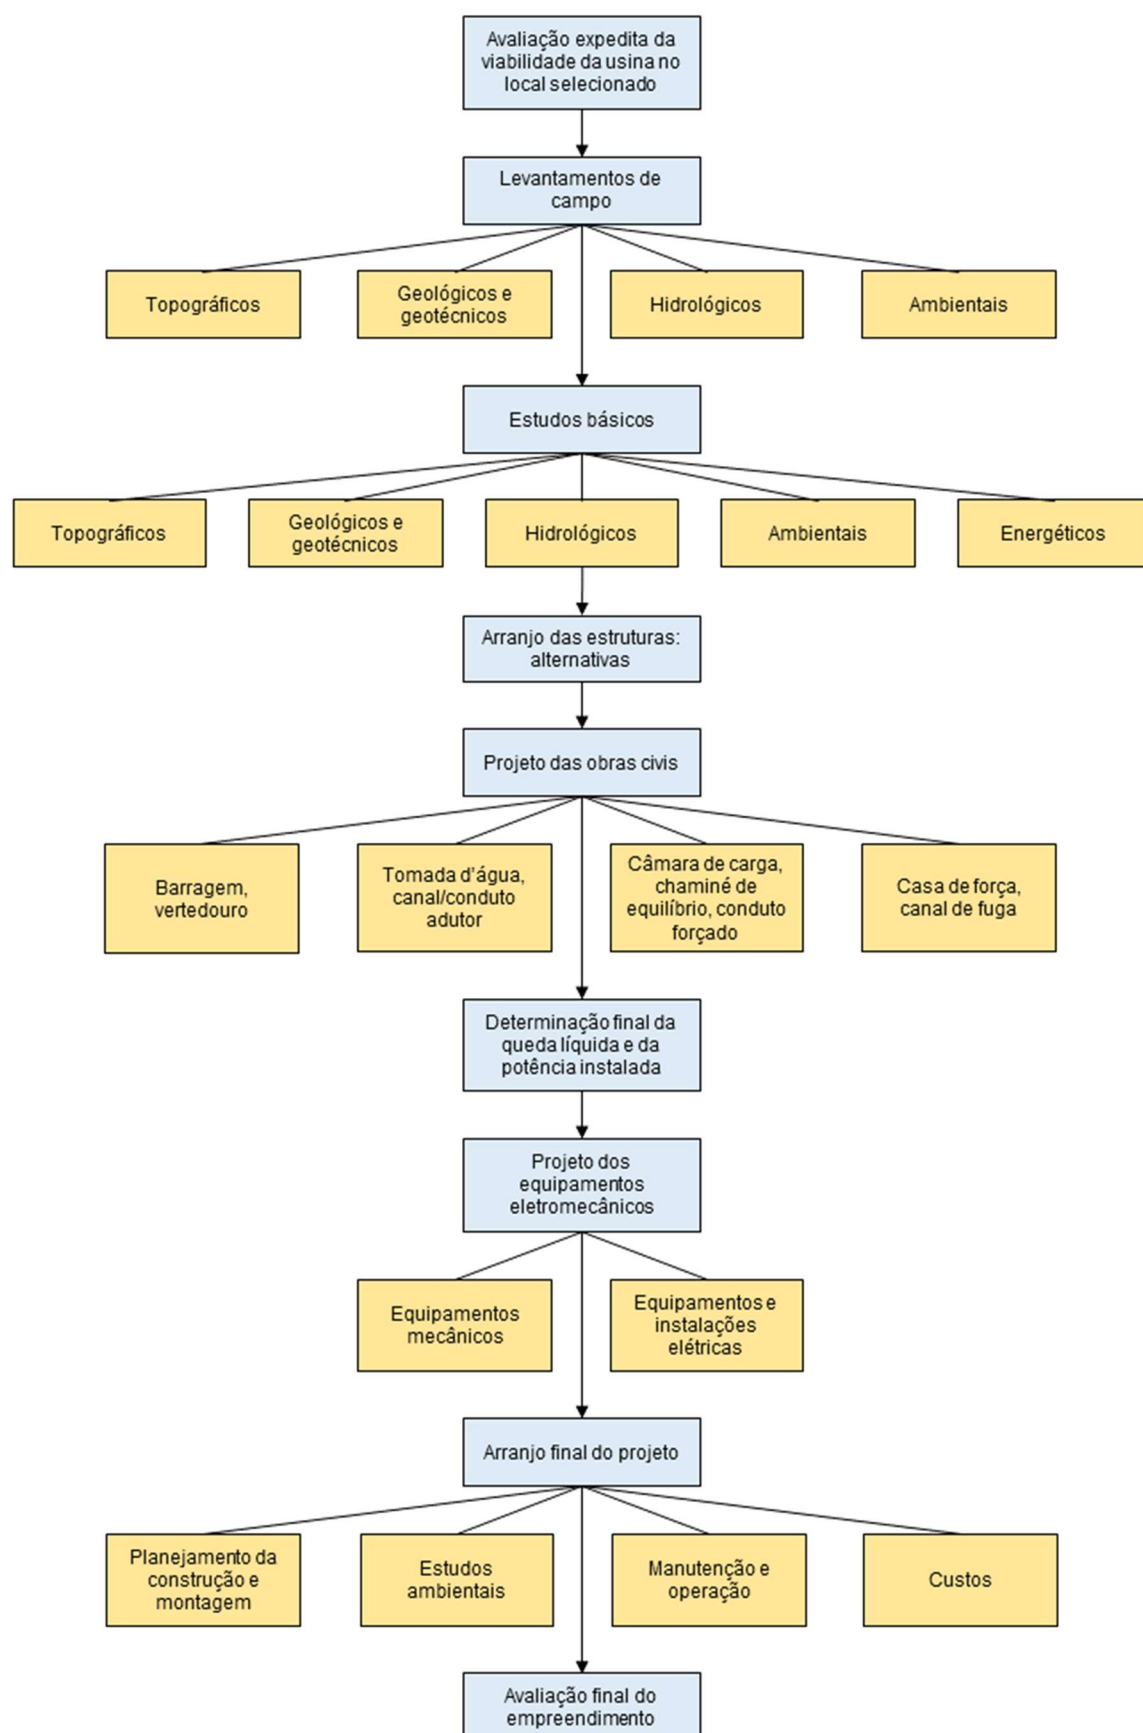 Avaliação expedita da
viabilidade da usina no
local selecionado
Levantamentos de
campo
Topográficos
Geológicos e
geotécnicos
Hidrológicos
Ambientais
Estudos básicos
Topográficos
Geológicos e
geotécnicos
Hidrológicos
Ambientais
Energéticos
Arranjo das estruturas:
alternativas
Projeto das obras civis
Barragem,
vertedouro
Tomada d'água,
canal/conduto
adutor
Câmara de carga,
chaminé de
equilíbrio, conduto
forçado
Casa de força,
canal de fuga
Determinação final da
queda líquida e da
potência instalada
Projeto dos
equipamentos
eletromecânicos
Equipamentos
mecânicos
Equipamentos e
instalações
elétricas
Arranjo final do projeto
Planejamento da
construção e
montagem
Estudos
ambientais
Manutenção e
operação
Custos
Avaliação final do
empreendimento